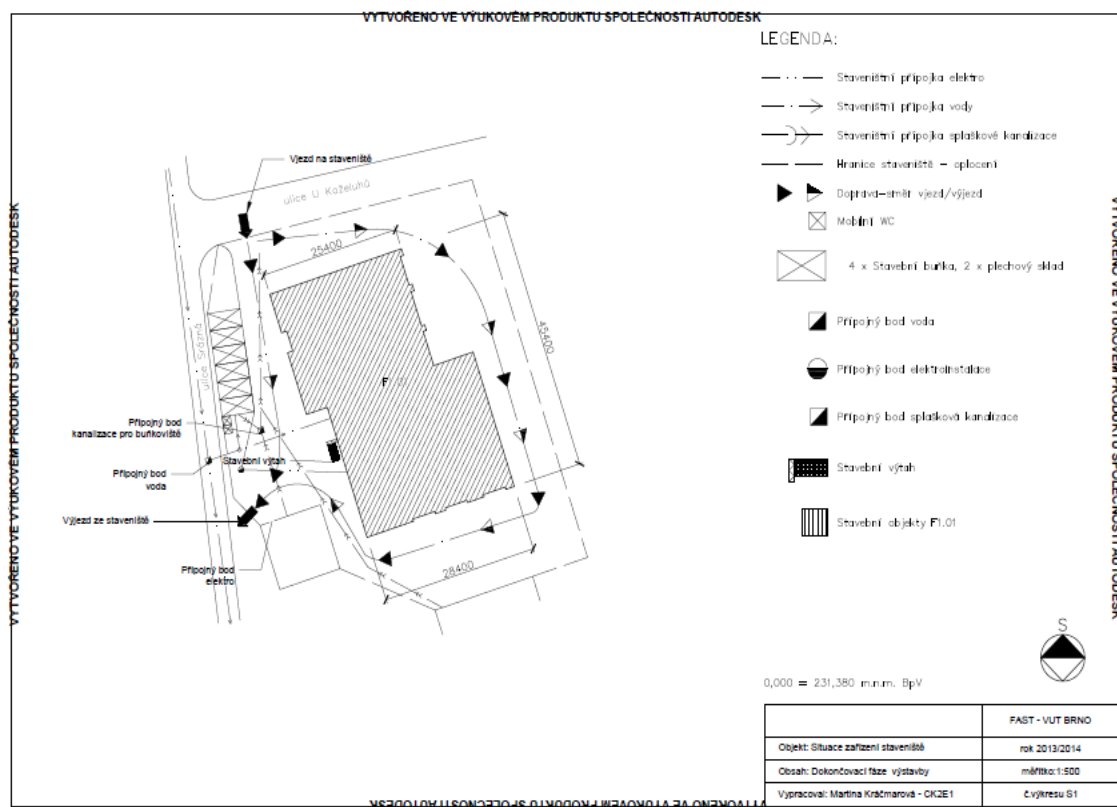 VYTVOŘENO VE VÝUKOVÉM PRODUKTU SPOLEČNOSTI AUTODESK
LEGENDA:
Staveništní přípojka elektro
Staveništní přípojka vody
Staveništní přípojka splaškové kanalizace
Hranice staveniště - oplocení
Doprava-směr vjezd/výjezd
Mobilní WC
4 x Stavební buňka, 2 x plechový sklad
Přípojný bod voda
Přípojný bod elektroinstalace
Přípojný bod splašková kanalizace
Stavební výtah
Stavební objekty F1.01
Vjezd na staveniště
ulice U Koželuhů
25400
45400
ulice Srázná
F1.01
Přípojný bod
kanalizace pro buňkoviště
Stavební výtah
Přípojný bod
voda
Výjezd ze staveniště
Přípojný bod
elektro
28400
S
0,000 = 231,380 m.n.m. BpV
FAST - VUT BRNO
Objekt: Situace zařízení staveniště
rok 2013/2014
Obsah: Dokončovací fáze výstavby
měřítko:1:500
Vypracoval: Martina Kráčmarová - CK2E1
č.výkresu S1
VYTVOŘENO VE VÝUKOVÉM PRODUKTU SPOLEČNOSTI AUTODESK
VYTVOŘENO VE VÝUKOVÉM PRODUKTU SPOLEČNOSTI AUTODESK
VYTVOŘENO VE VÝUKOVÉM PRODUKTU SPOLEČNOSTI AUTODESK